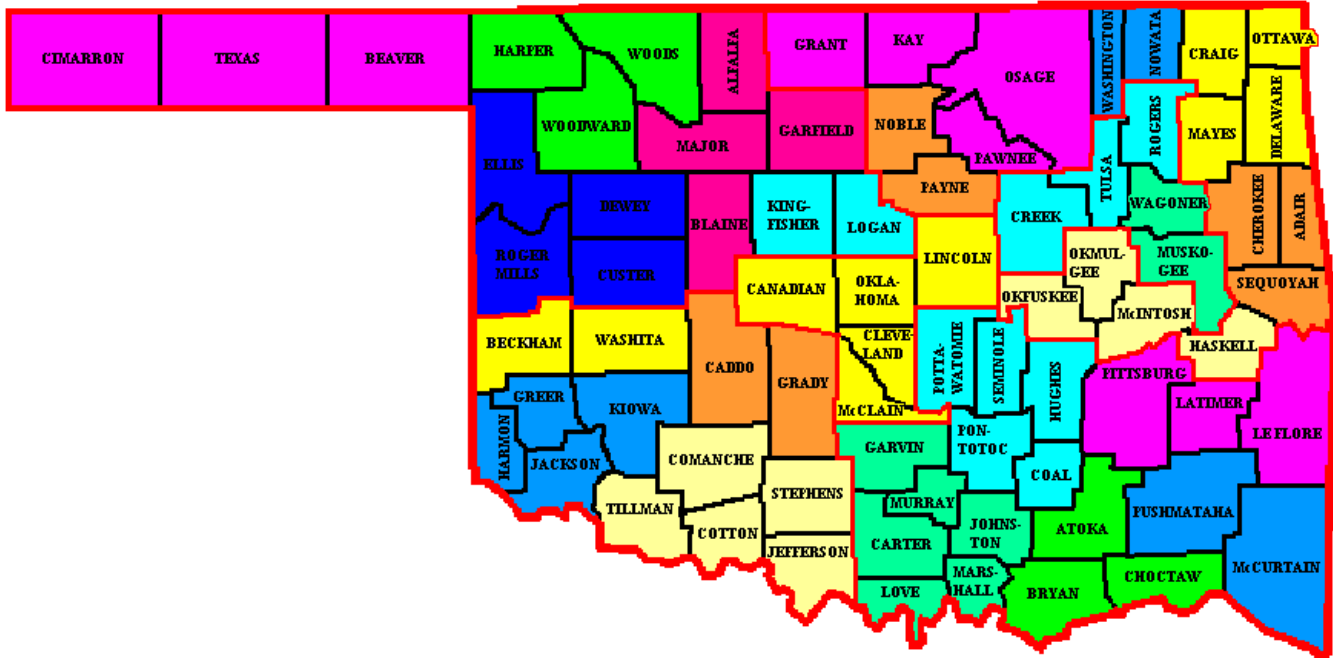 CIMARRON
TEXAS
BEAVER
HARPER
WOODS
ALFALFA
GRANT
KAY
OSAGE
WASHINGTON
NOWATA
CRAIG
OTTAWA
ELLIS
WOODWARD
MAJOR
GARFIELD
NOBLE
PAWNEE
TULSA
ROGERS
MAYES
DELAWARE
ROGER
MILLS
DEWEY
CUSTER
BLAINE
KING-
FISHER
LOGAN
PAYNE
CREEK
WAGONER
CHEROKEE
ADAIR
CANADIAN
OKLA-
HOMA
LINCOLN
OKMUL-
GEE
MUSKO-
GEE
SEQUOYAH
OKFUSKEE
McINTOSH
HASKELL
BECKHAM
WASHITA
CADDO
GRADY
CLEVE-
LAND
McCLAIN
POTTA-
WATOMIE
SEMINOLE
HUGHES
PITTSBURG
LATIMER
LE FLORE
HARMON
GREER
KIOWA
JACKSON
COMANCHE
STEPHENS
GARVIN
PON-
TOTOC
COAL
TILLMAN
COTTON
JEFFERSON
MURRAY
CARTER
JOHNS-
TON
ATOKA
PUSHMATAHA
McCURTAIN
LOVE
MARS-
HALL
BRYAN
CHOCTAW